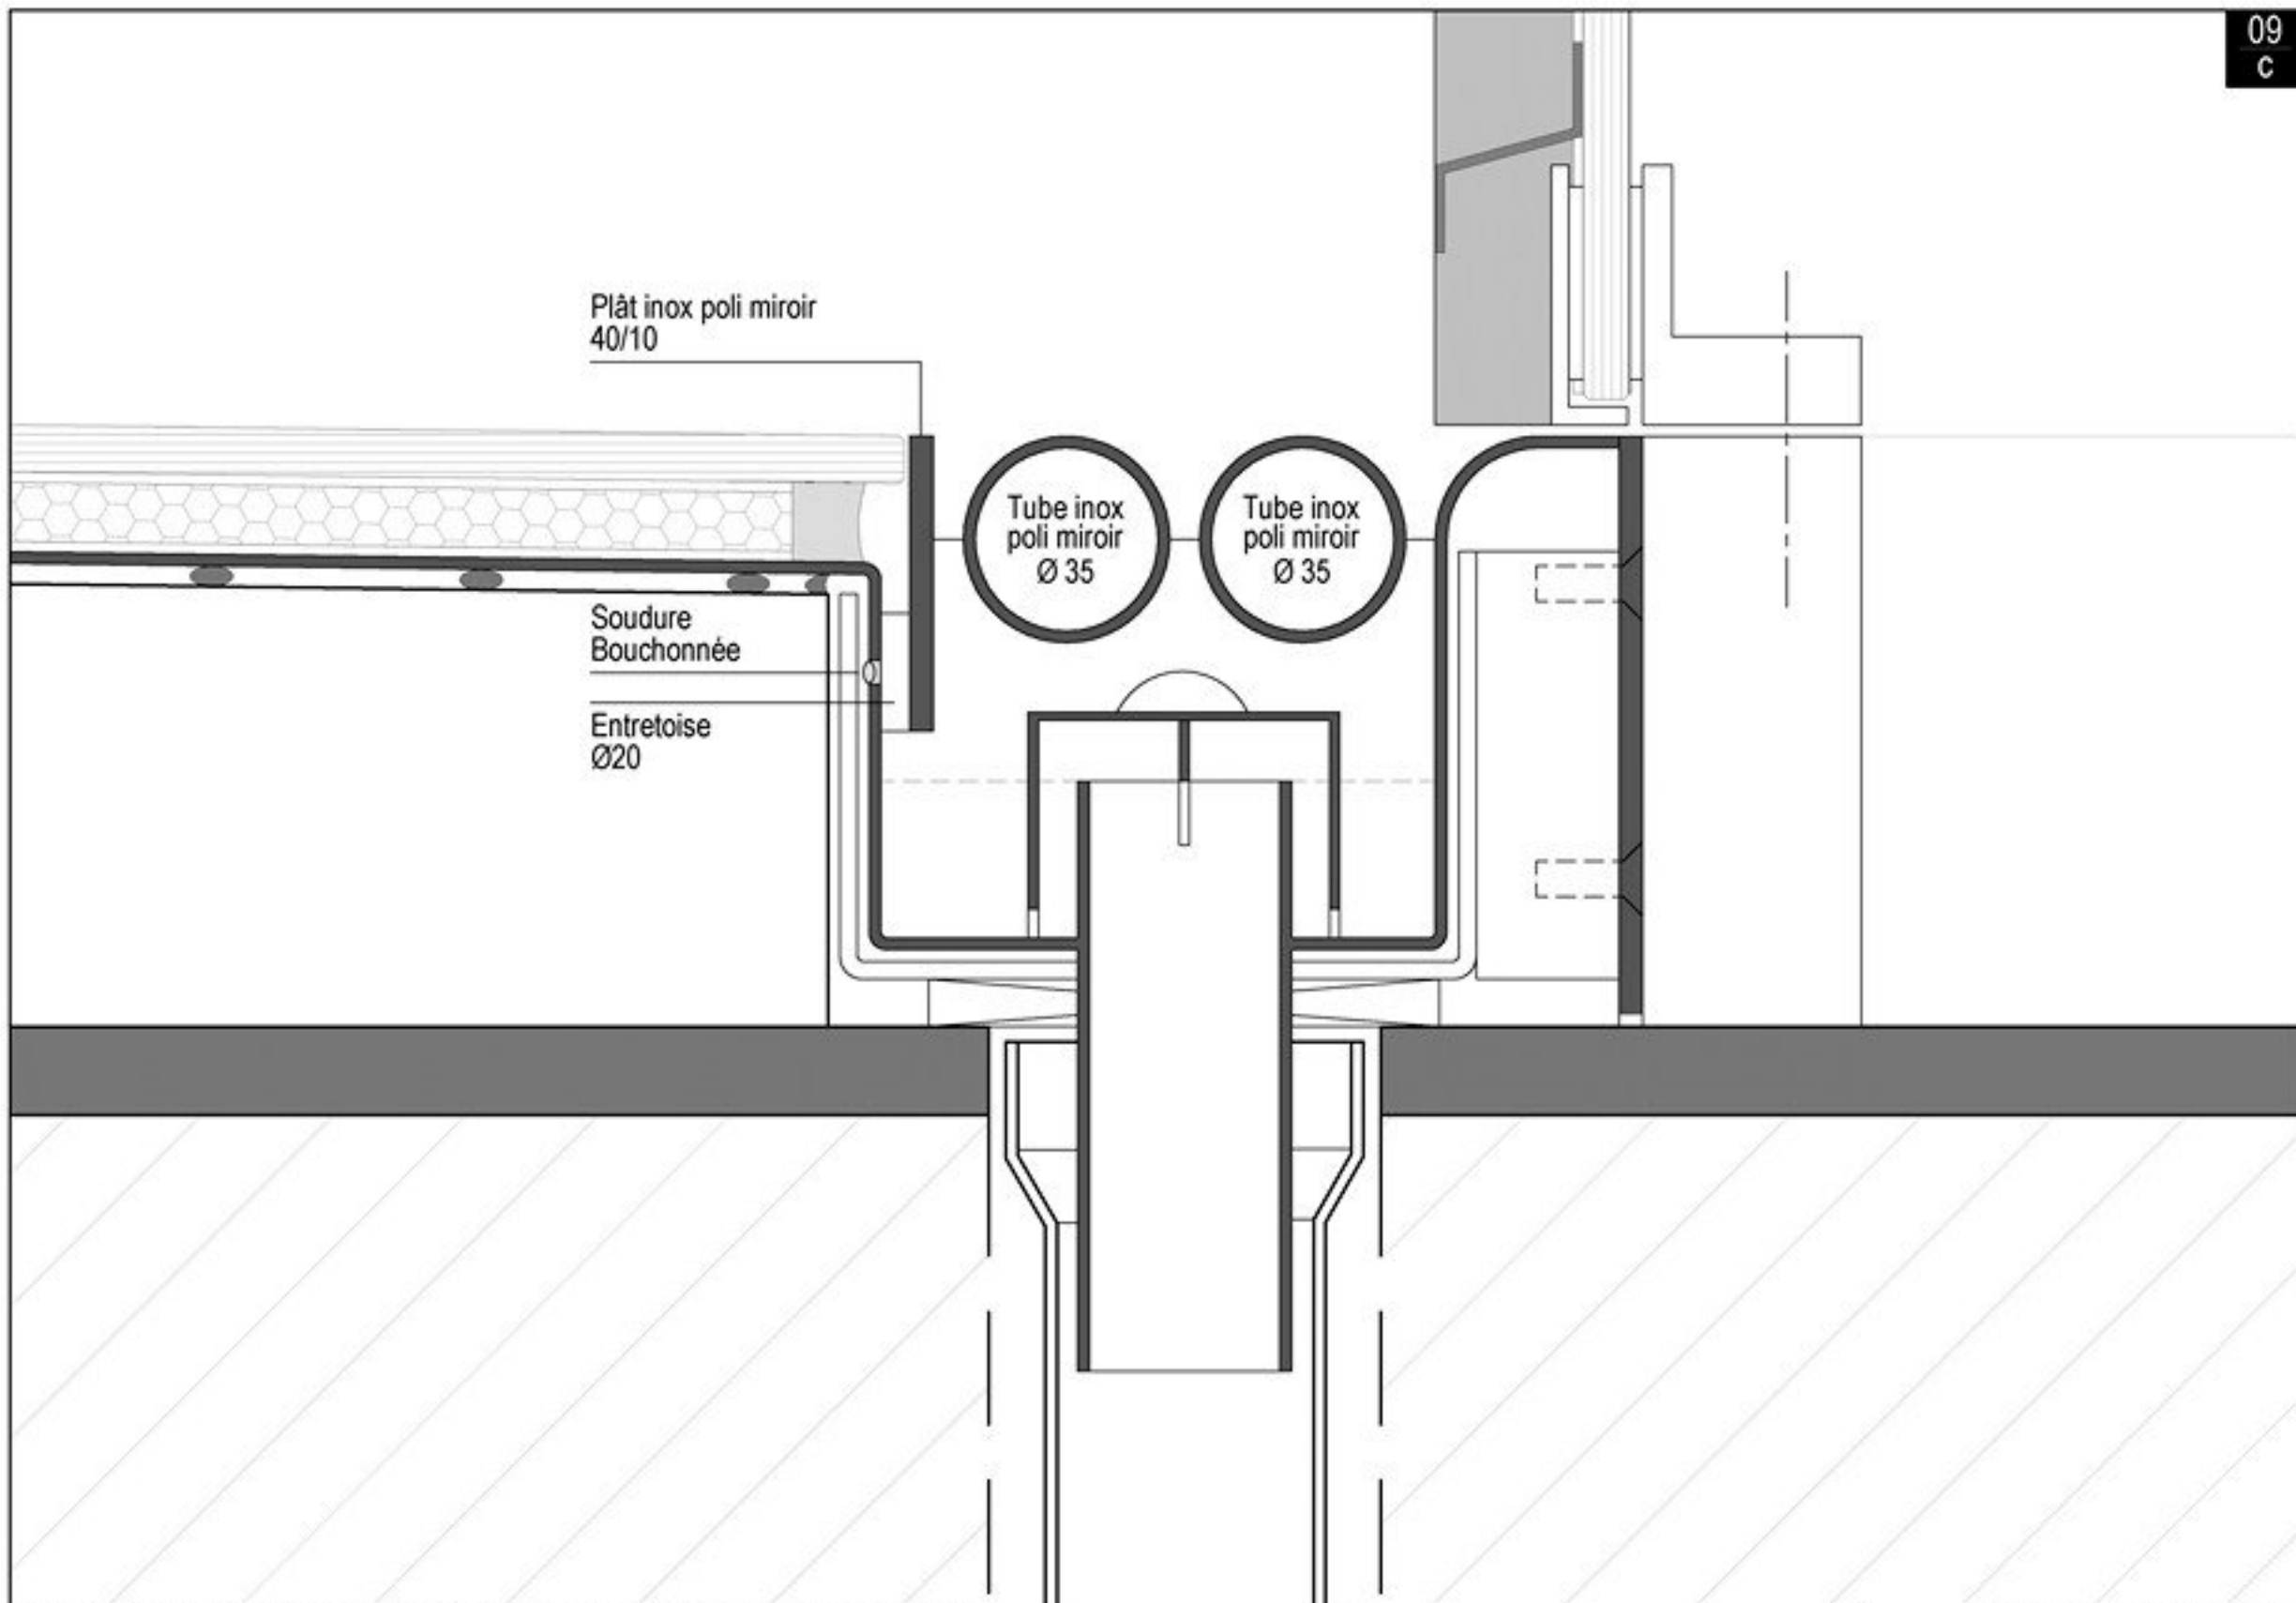 09
C
Plât inox poli miroir
40/10
Tube inox
poli miroir
Ø 35
Tube inox
poli miroir
Ø 35
Soudure
Bouchonnée
Entretoise
Ø20